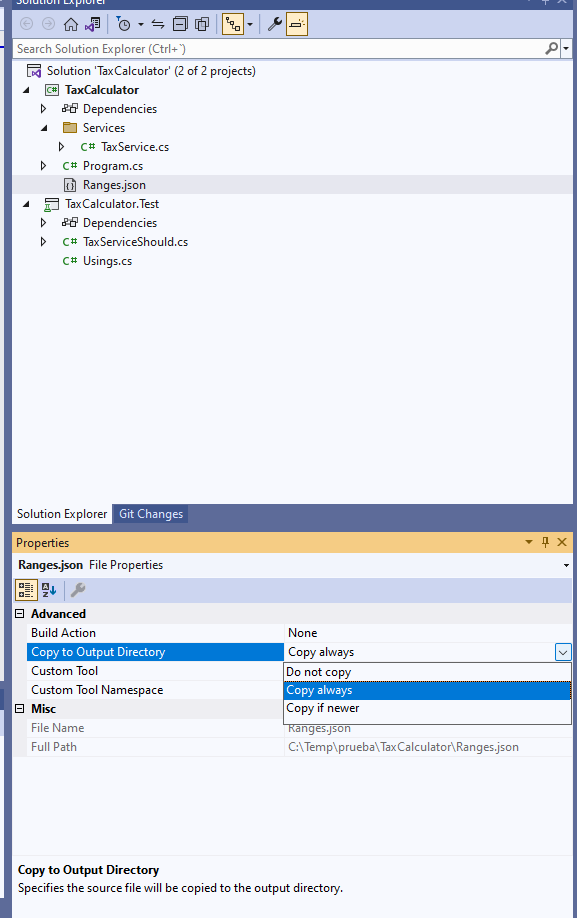 Solution Explorer
Search Solution Explorer (Ctrl+`)
Solution 'TaxCalculator' (2 of 2 projects)
C# TaxCalculator
Dependencies
Services
C# TaxService.cs
C# Program.cs
Ranges.json
TaxCalculator.Test
Dependencies
C# TaxServiceShould.cs
C# Usings.cs
Solution Explorer Git Changes
Properties
Ranges.json File Properties
Advanced
Build Action None
Copy to Output Directory Copy always
Custom Tool Do not copy
Custom Tool Namespace Copy always
Misc Copy if newer
File Name Ranges.json
Full Path C:\Temp\prueba\TaxCalculator\Ranges.json
Copy to Output Directory
Specifies the source file will be copied to the output directory.